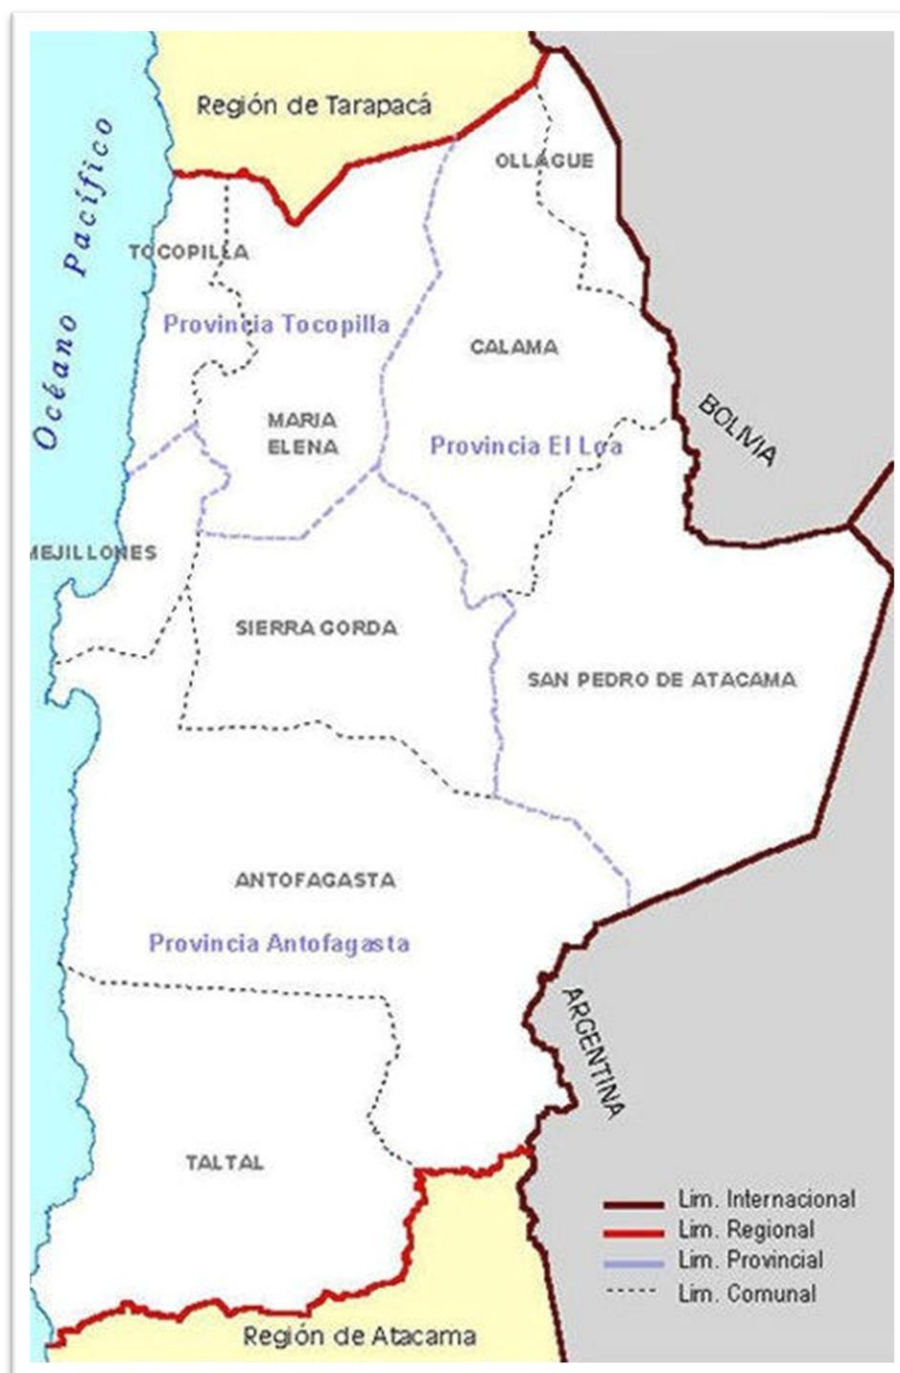 Región de Tarapacá
Océano Pacífico
OLLAGUE
TOCOPILLA
Provincia Tocopilla
CALAMA
MARIA
ELENA
Provincia El Loa
BOLIVIA
MEJILLONES
SIERRA GORDA
SAN PEDRO DE ATACAMA
ANTOFAGASTA
Provincia Antofagasta
ARGENTINA
TALTAL
Lim. Internacional
Lim. Regional
Lim. Provincial
Lim. Comunal
Región de Atacama